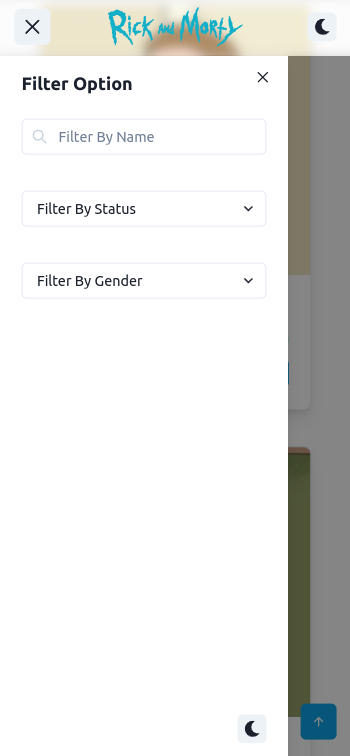 Rick and Morty
Filter Option
Filter By Name
Filter By Status
Filter By Gender